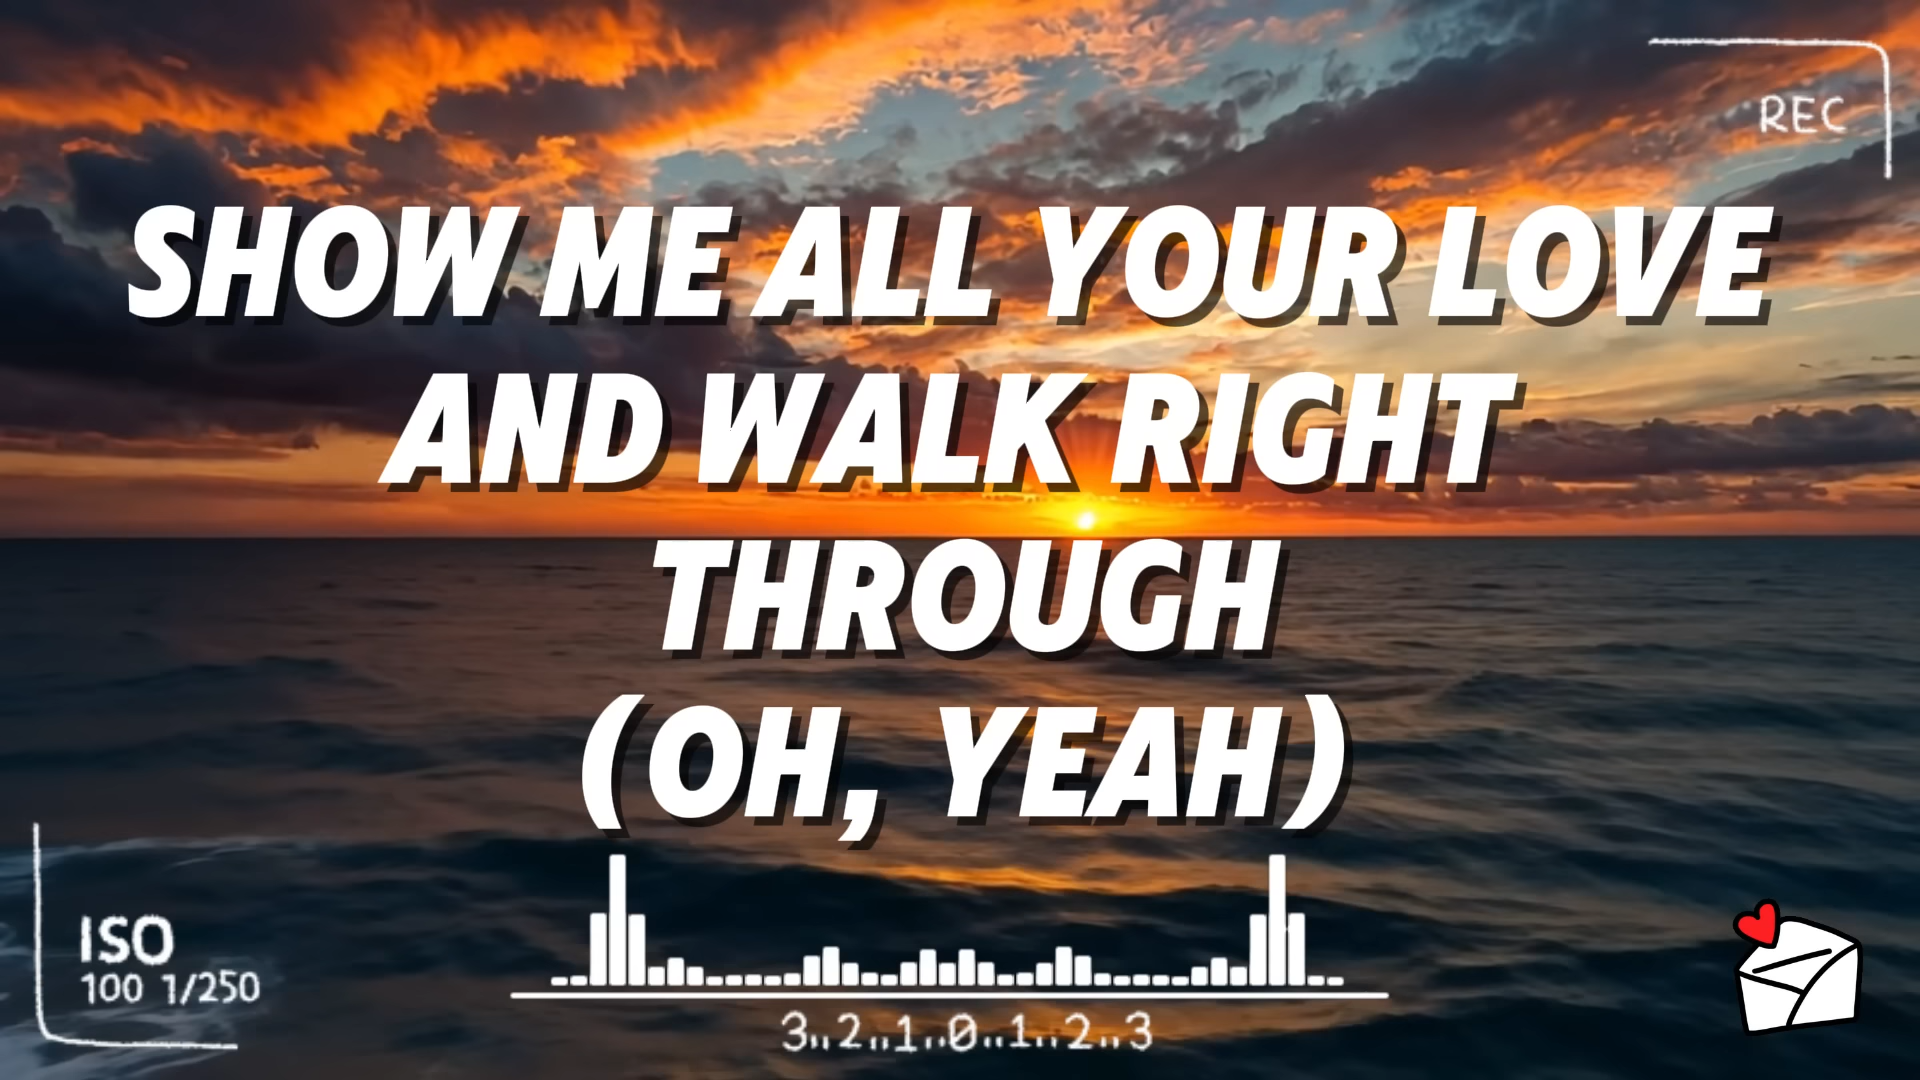 REC
SHOW ME ALL YOUR LOVE
AND WALK RIGHT
THROUGH
(OH, YEAH)
ISO
100 1/250
3..2..1..0..1..2..3